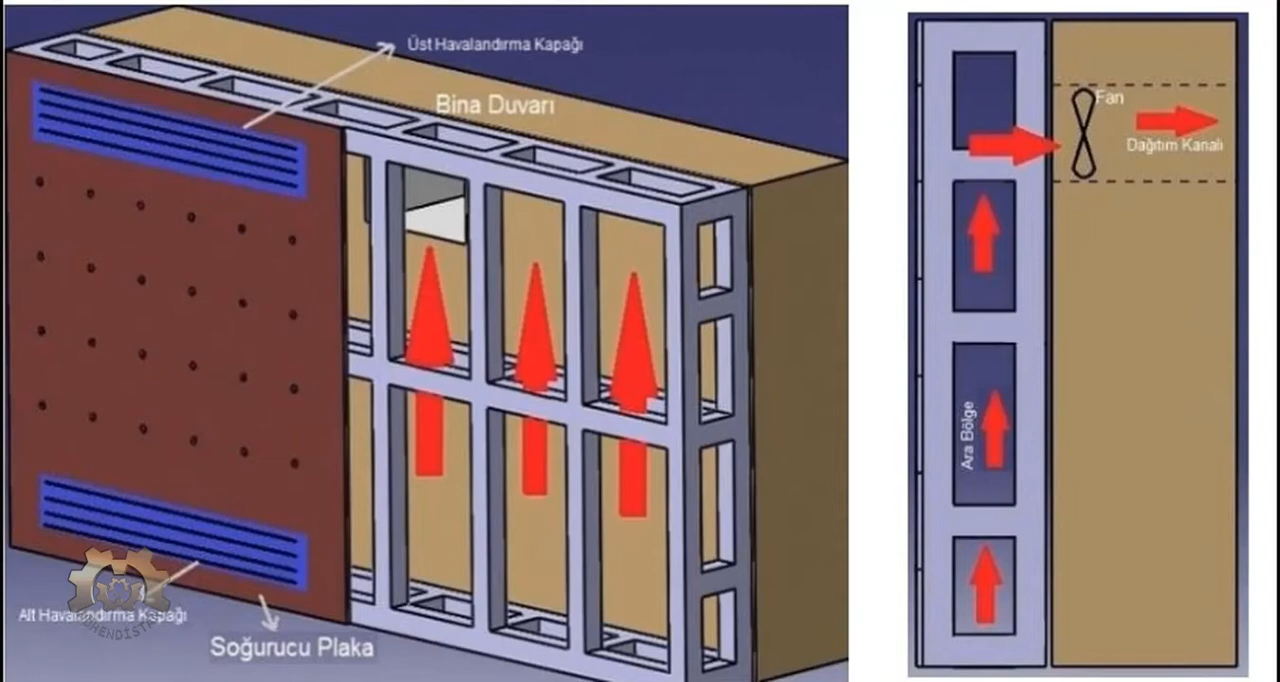 Üst Havalandırma Kapağı
Bina Duvarı
Alt Havalandırma Kapağı
Soğurucu Plaka
Fan
Dağıtım Kanalı
Ara Bölge